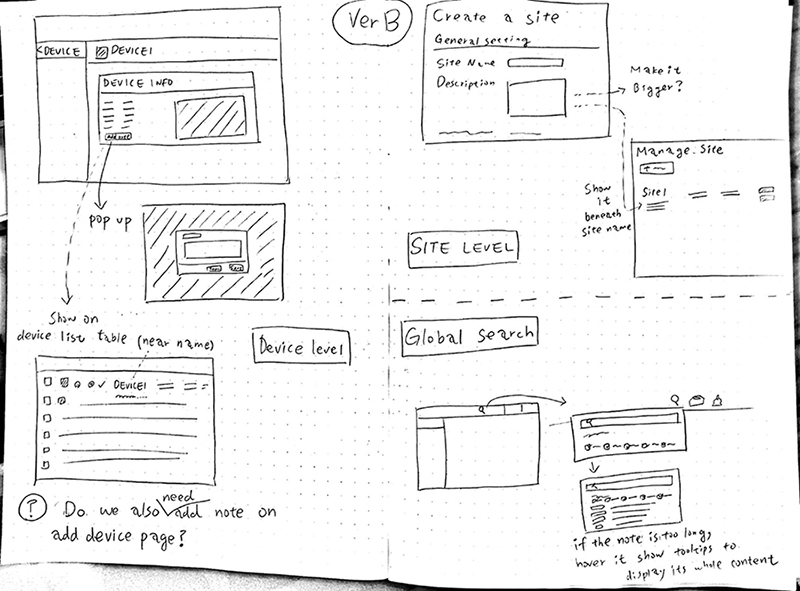 Ver B
< DEVICE
DEVICE1
DEVICE INFO
Add note
pop up
Show on
device list table (near name)
Device level
DEVICE1
? Do we also need add note on
add device page?
Create a site
General setting
Site Name
Description
Make it
Bigger?
Manage Site
Site1
Show
it
beneath
site name
SITE LEVEL
Global search
if the note is too long,
hover it show tooltips to
display its whole content